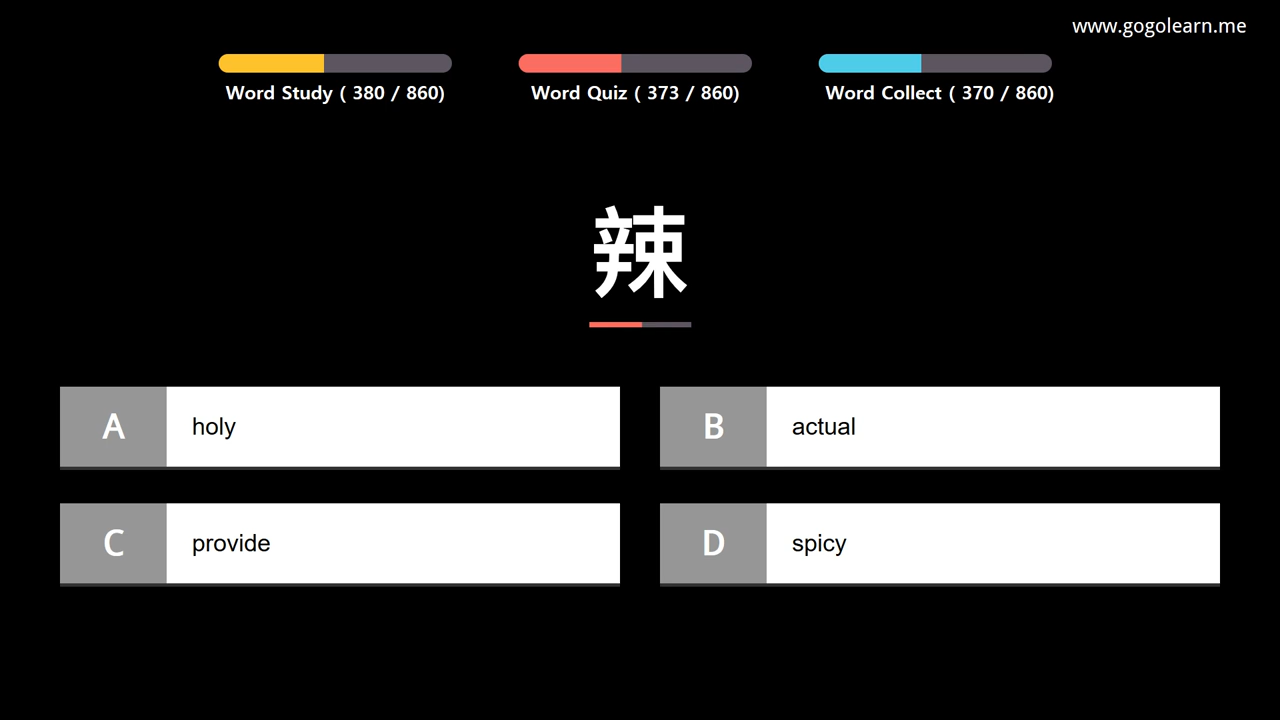 www.gogolearn.me
Word Study ( 380 / 860)
Word Quiz ( 373 / 860)
Word Collect ( 370 / 860)
辣
A holy
B actual
C provide
D spicy